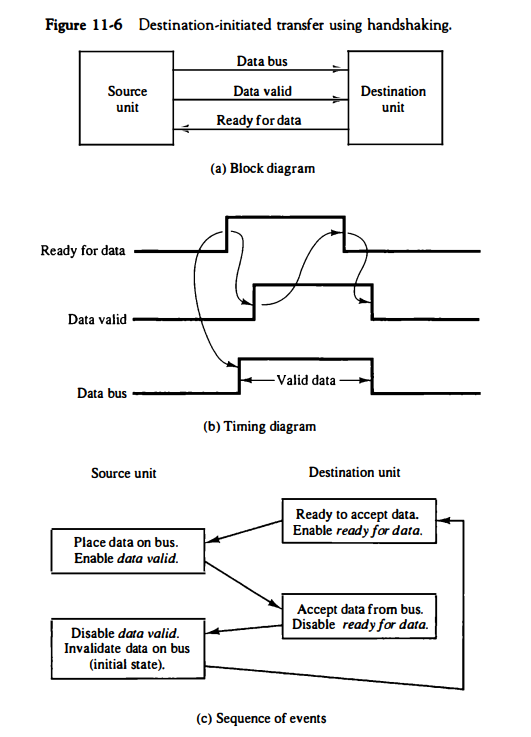 Figure 11-6 Destination-initiated transfer using handshaking.
Data bus
Source
unit
Data valid
Destination
unit
Ready for data
(a) Block diagram
Ready for data
Data valid
Valid data
Data bus
(b) Timing diagram
Source unit
Destination unit
Ready to accept data.
Enable ready for data.
Place data on bus.
Enable data valid.
Accept data from bus.
Disable ready for data.
Disable data valid.
Invalidate data on bus
(initial state).
(c) Sequence of events